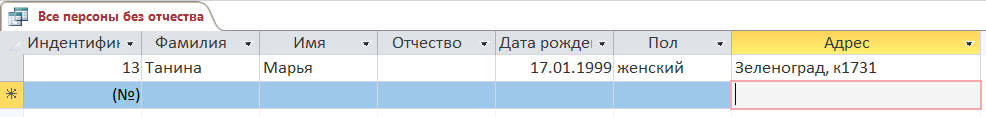 Все персоны без отчества
Индентифин Фамилия Имя Отчество Дата рожде Пол Адрес
13 Танина Марья 17.01.1999 женский Зеленоград, к1731
(№)